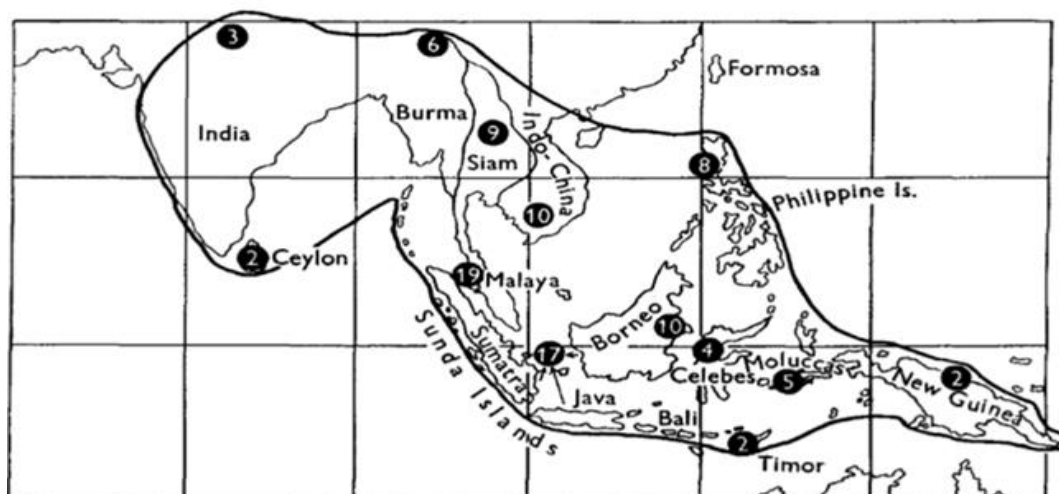 3
6
Formosa
Burma
India
9
Siam
Indo-China
8
Philippine Is.
10
2 Ceylon
19 Malaya
Borneo
10
Sumatra
Sunda Islands
17
4
Celebes
Moluccas
5
2
New Guinea
Java
Bali
2
Timor